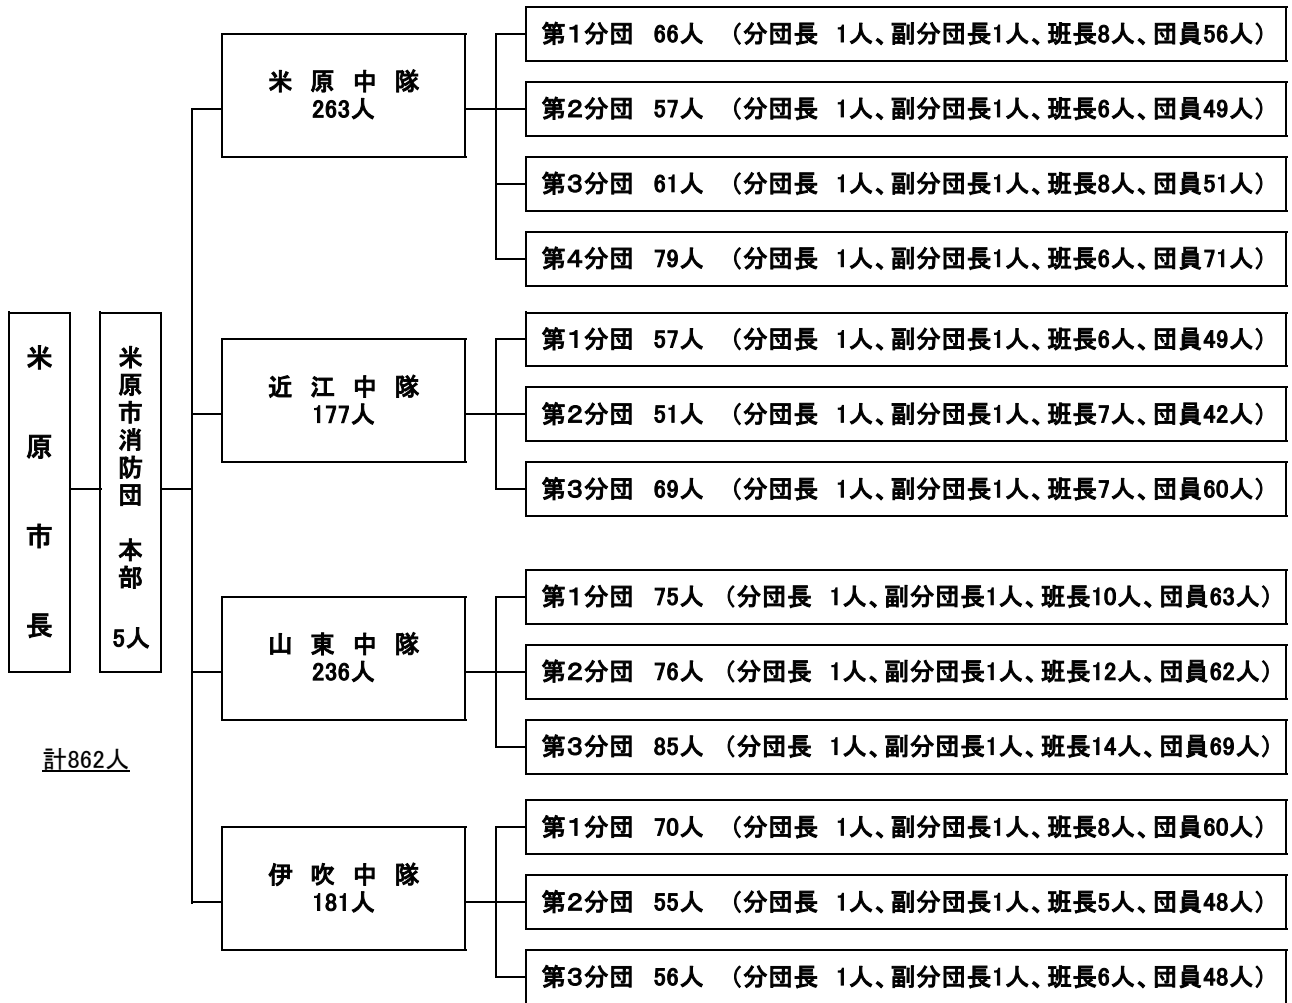 米原市長
米原市消防団 本部 5人
計862人
米原中隊
263人
第1分団 66人 (分団長 1人、副分団長1人、班長8人、団員56人)
第2分団 57人 (分団長 1人、副分団長1人、班長6人、団員49人)
第3分団 61人 (分団長 1人、副分団長1人、班長8人、団員51人)
第4分団 79人 (分団長 1人、副分団長1人、班長6人、団員71人)
近江中隊
177人
第1分団 57人 (分団長 1人、副分団長1人、班長6人、団員49人)
第2分団 51人 (分団長 1人、副分団長1人、班長7人、団員42人)
第3分団 69人 (分団長 1人、副分団長1人、班長7人、団員60人)
山東中隊
236人
第1分団 75人 (分団長 1人、副分団長1人、班長10人、団員63人)
第2分団 76人 (分団長 1人、副分団長1人、班長12人、団員62人)
第3分団 85人 (分団長 1人、副分団長1人、班長14人、団員69人)
伊吹中隊
181人
第1分団 70人 (分団長 1人、副分団長1人、班長8人、団員60人)
第2分団 55人 (分団長 1人、副分団長1人、班長5人、団員48人)
第3分団 56人 (分団長 1人、副分団長1人、班長6人、団員48人)